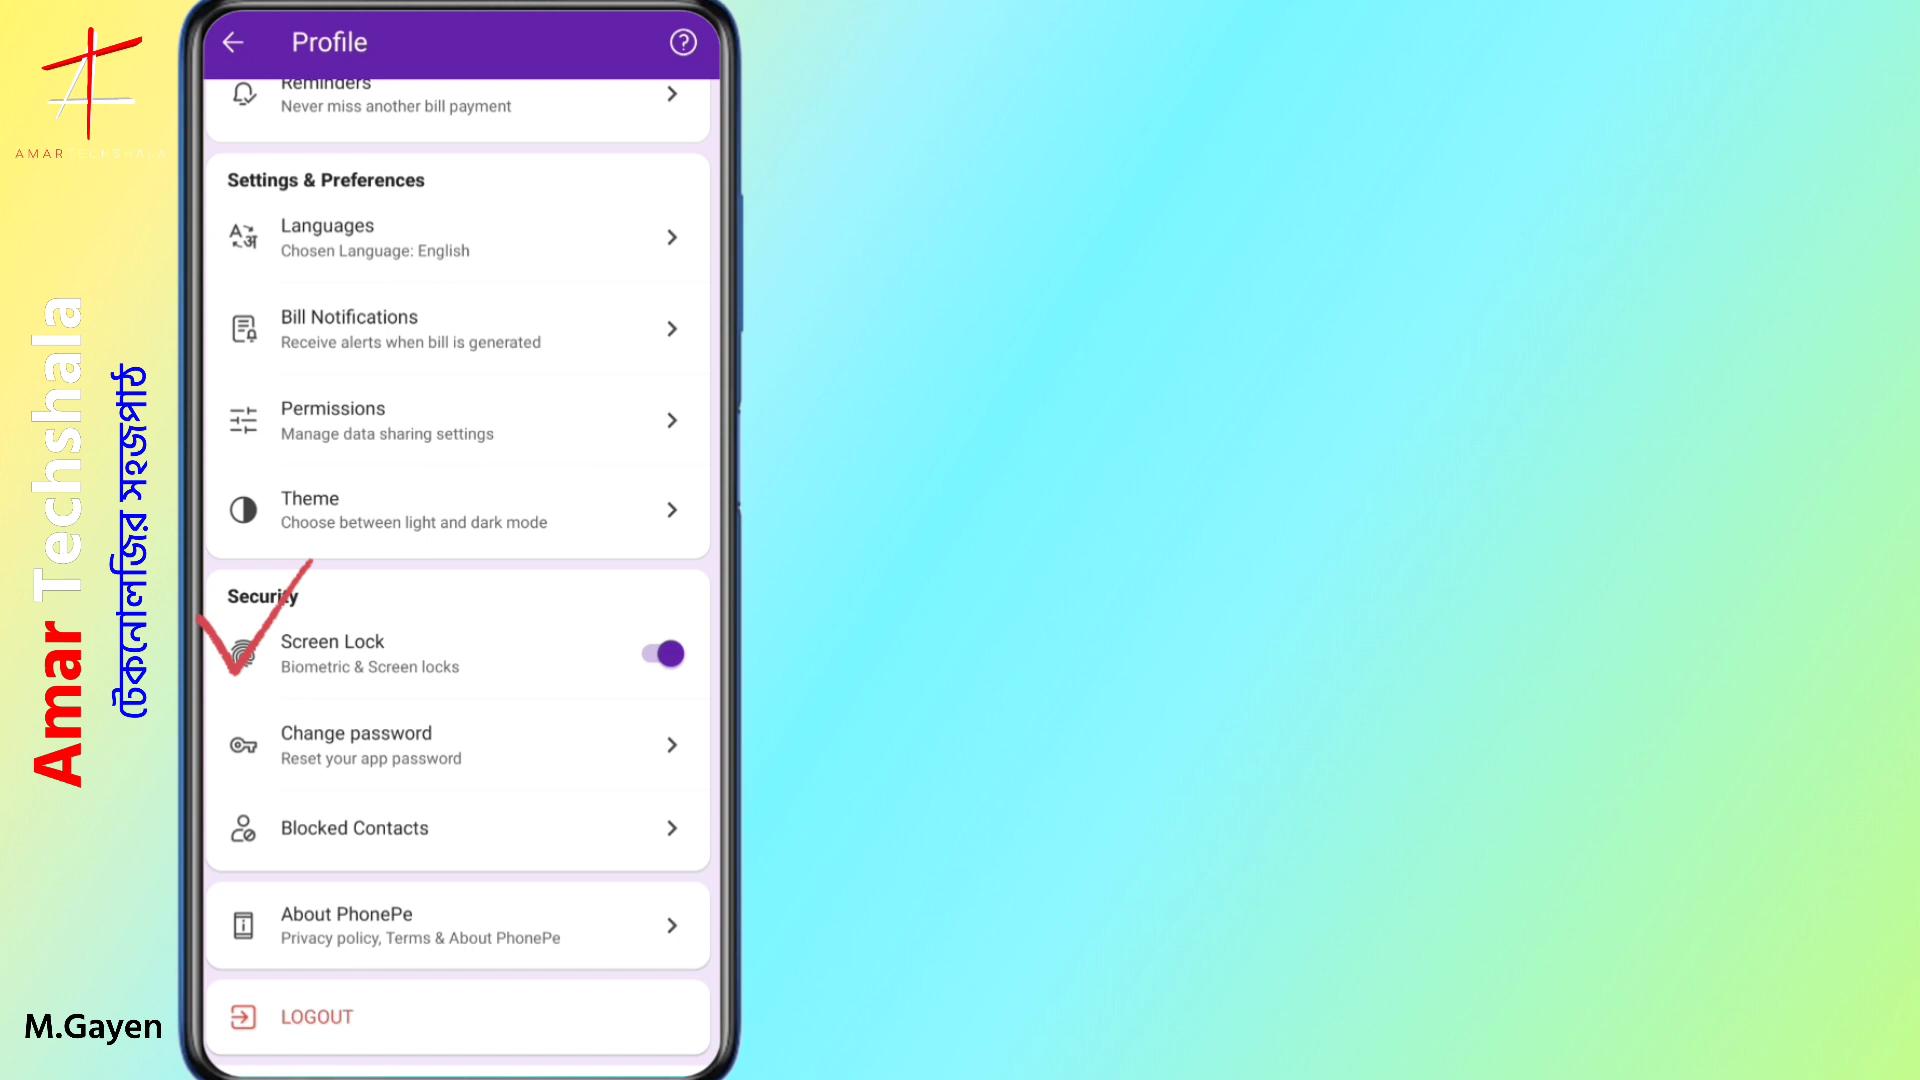 Profile
Reminders
Never miss another bill payment
Settings & Preferences
Languages
Chosen Language: English
Bill Notifications
Receive alerts when bill is generated
Permissions
Manage data sharing settings
Theme
Choose between light and dark mode
Security
Screen Lock
Biometric & Screen locks
Change password
Reset your app password
Blocked Contacts
About PhonePe
Privacy policy, Terms & About PhonePe
LOGOUT
AMAR TECHSHALA
Amar Techshala
টেকনোলজির সহজপাঠ
M.Gayen